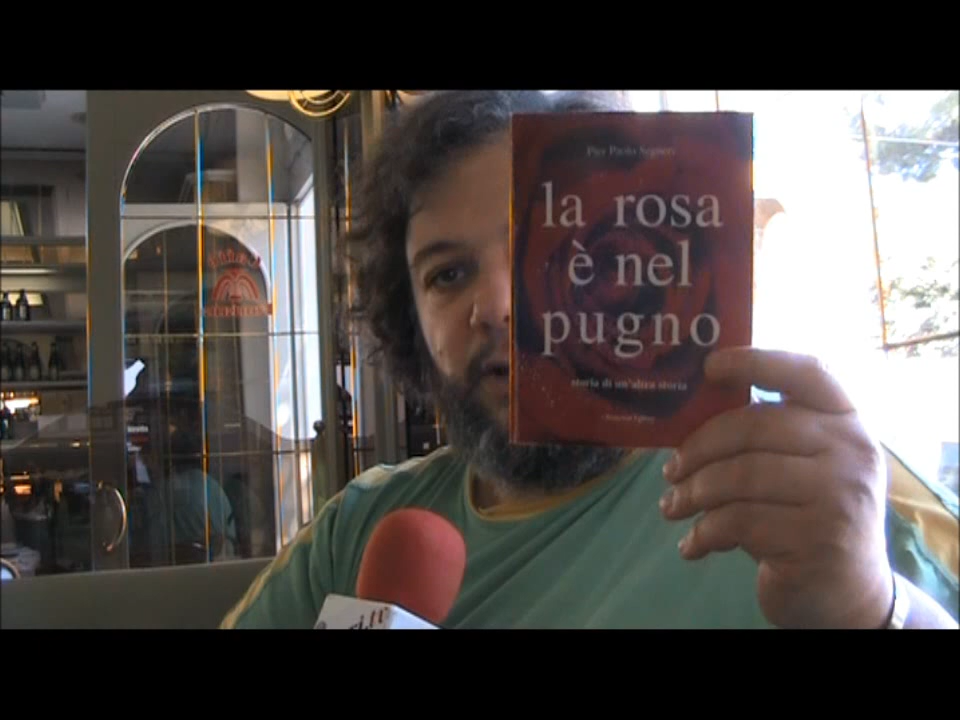 Pier Paolo Segneri
la rosa
è nel
pugno
storia di un'altra storia